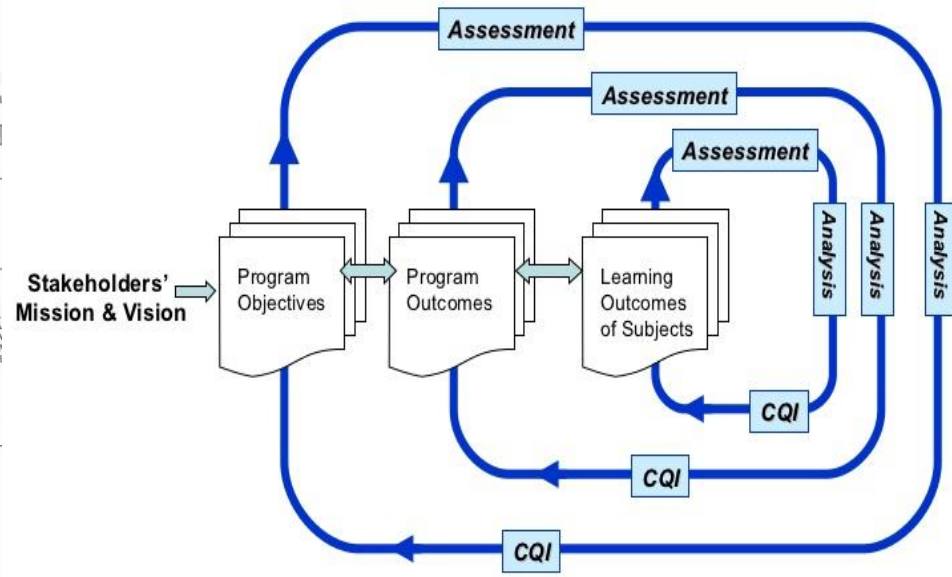 Assessment
Assessment
Assessment
Analysis
Analysis
Analysis
Stakeholders'
Mission & Vision
Program
Objectives
Program
Outcomes
Learning
Outcomes
of Subjects
CQI
CQI
CQI